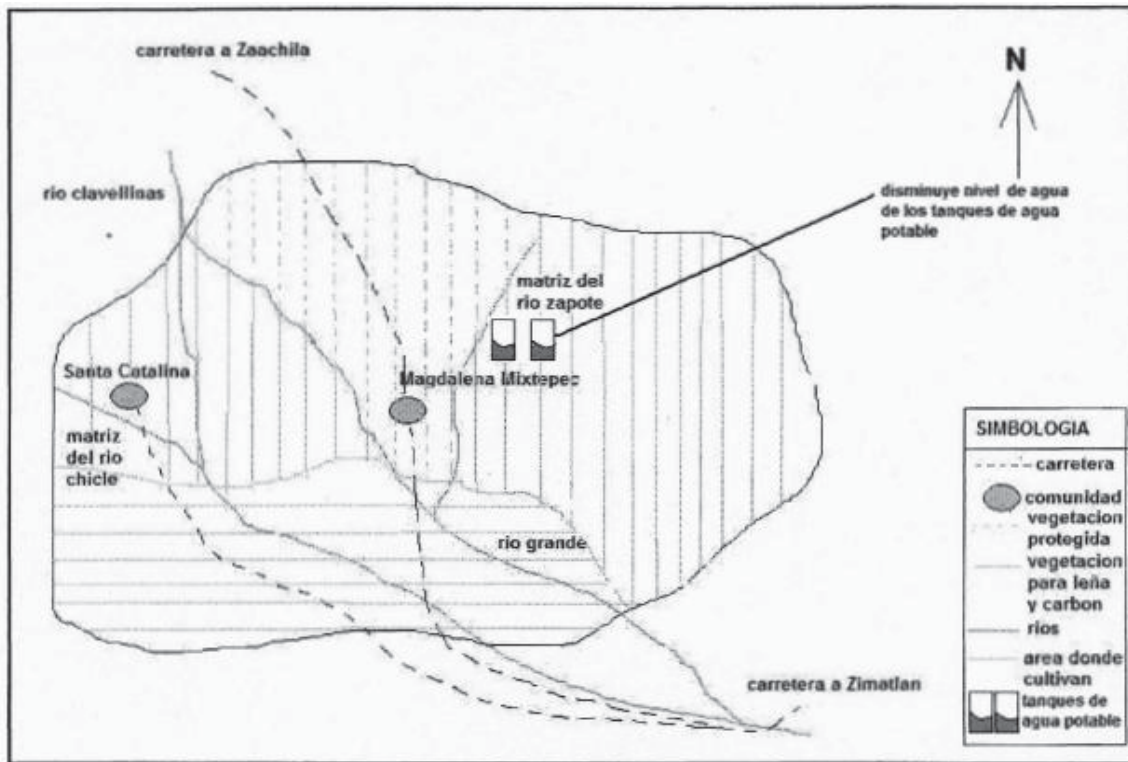 carretera a Zaachila
N
rio clavellinas
disminuye nivel de agua
de los tanques de agua
potable
matriz del
rio zapote
Santa Catalina
Magdalena Mixtepec
matriz
del rio
chicle
rio grande
carretera a Zimatlan
SIMBOLOGIA
carretera
comunidad
vegetacion
protegida
vegetacion
para leña
y carbon
rios
area donde
cultivan
tanques de
agua potable